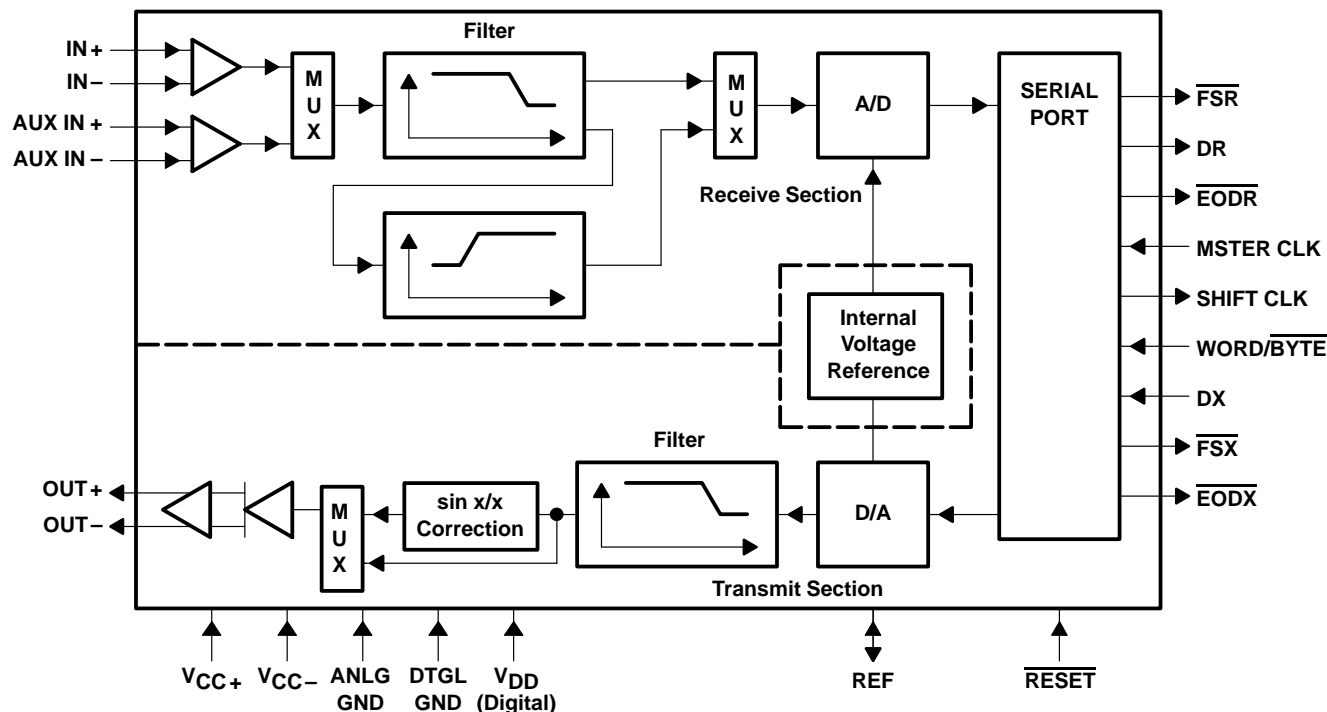 Filter
IN +
IN –
AUX IN +
AUX IN –
M
U
X
M
U
X
A/D
SERIAL
PORT
Receive Section
FSR
DR
EODR
MSTER CLK
SHIFT CLK
WORD/BYTE
DX
FSX
EODX
Internal
Voltage
Reference
Filter
OUT +
OUT –
M
U
X
sin x/x
Correction
D/A
Transmit Section
VCC +
VCC –
ANLG
GND
DTGL
GND
VDD
(Digital)
REF
RESET